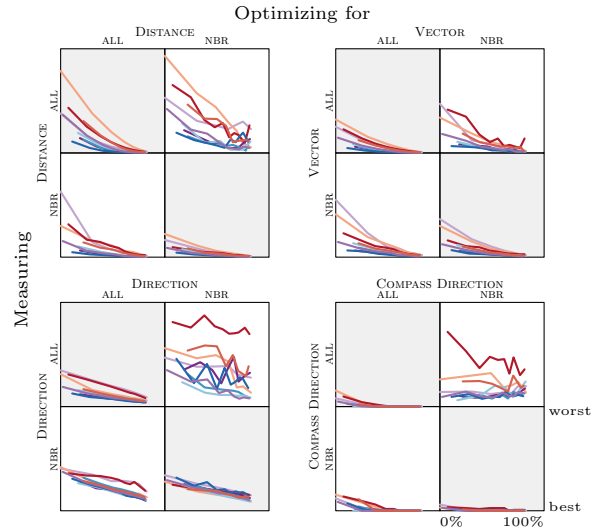 Optimizing for
DISTANCE
VECTOR
ALL NBR
ALL NBR
ALL
NBR
DISTANCE
ALL
NBR
VECTOR
Measuring
DIRECTION
COMPASS DIRECTION
ALL NBR
ALL NBR
ALL
NBR
DIRECTION
ALL
NBR
COMPASS DIRECTION
worst
best
0% 100%